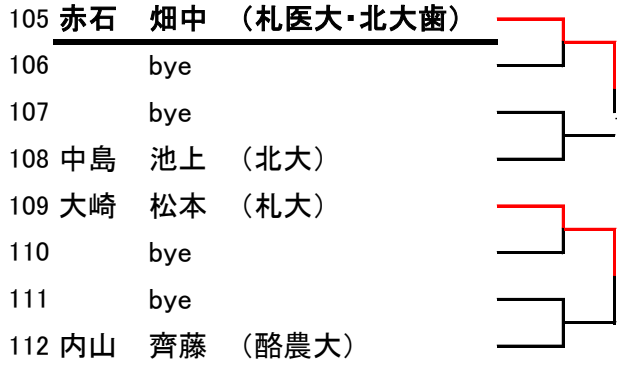 105 赤石 畑中 （札医大・北大歯）
106 bye
107 bye
108 中島 池上 （北大）
109 大崎 松本 （札大）
110 bye
111 bye
112 内山 齊藤 （酪農大）